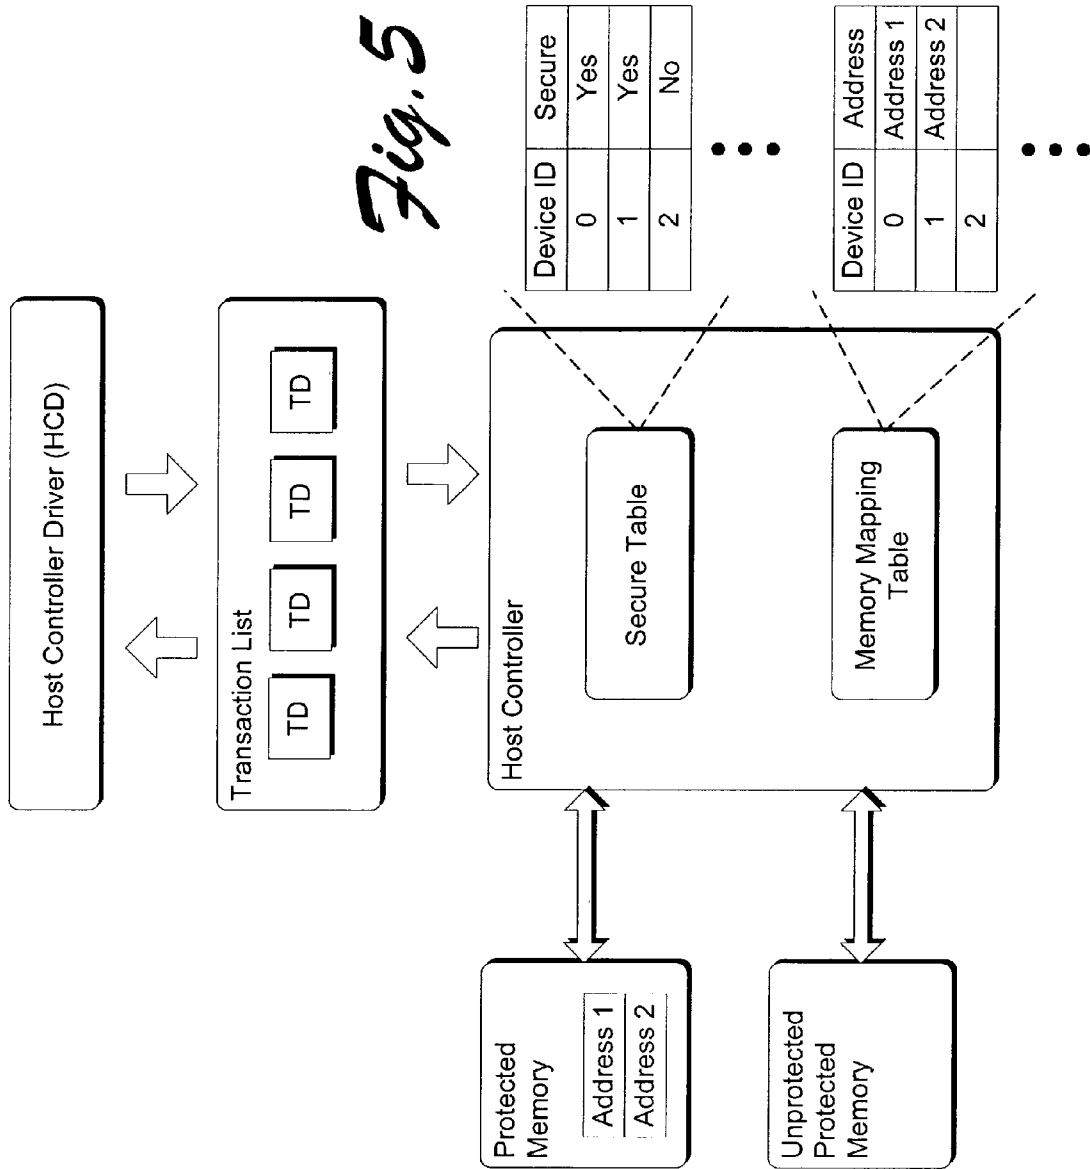 Host Controller Driver (HCD)
Transaction List
TD TD TD TD
Fig. 5
Host Controller
Secure Table
Memory Mapping
Table
Device ID Secure
0 Yes
1 Yes
2 No
Device ID Address
0 Address 1
1 Address 2
2
Protected
Memory
Address 1
Address 2
Unprotected
Protected
Memory